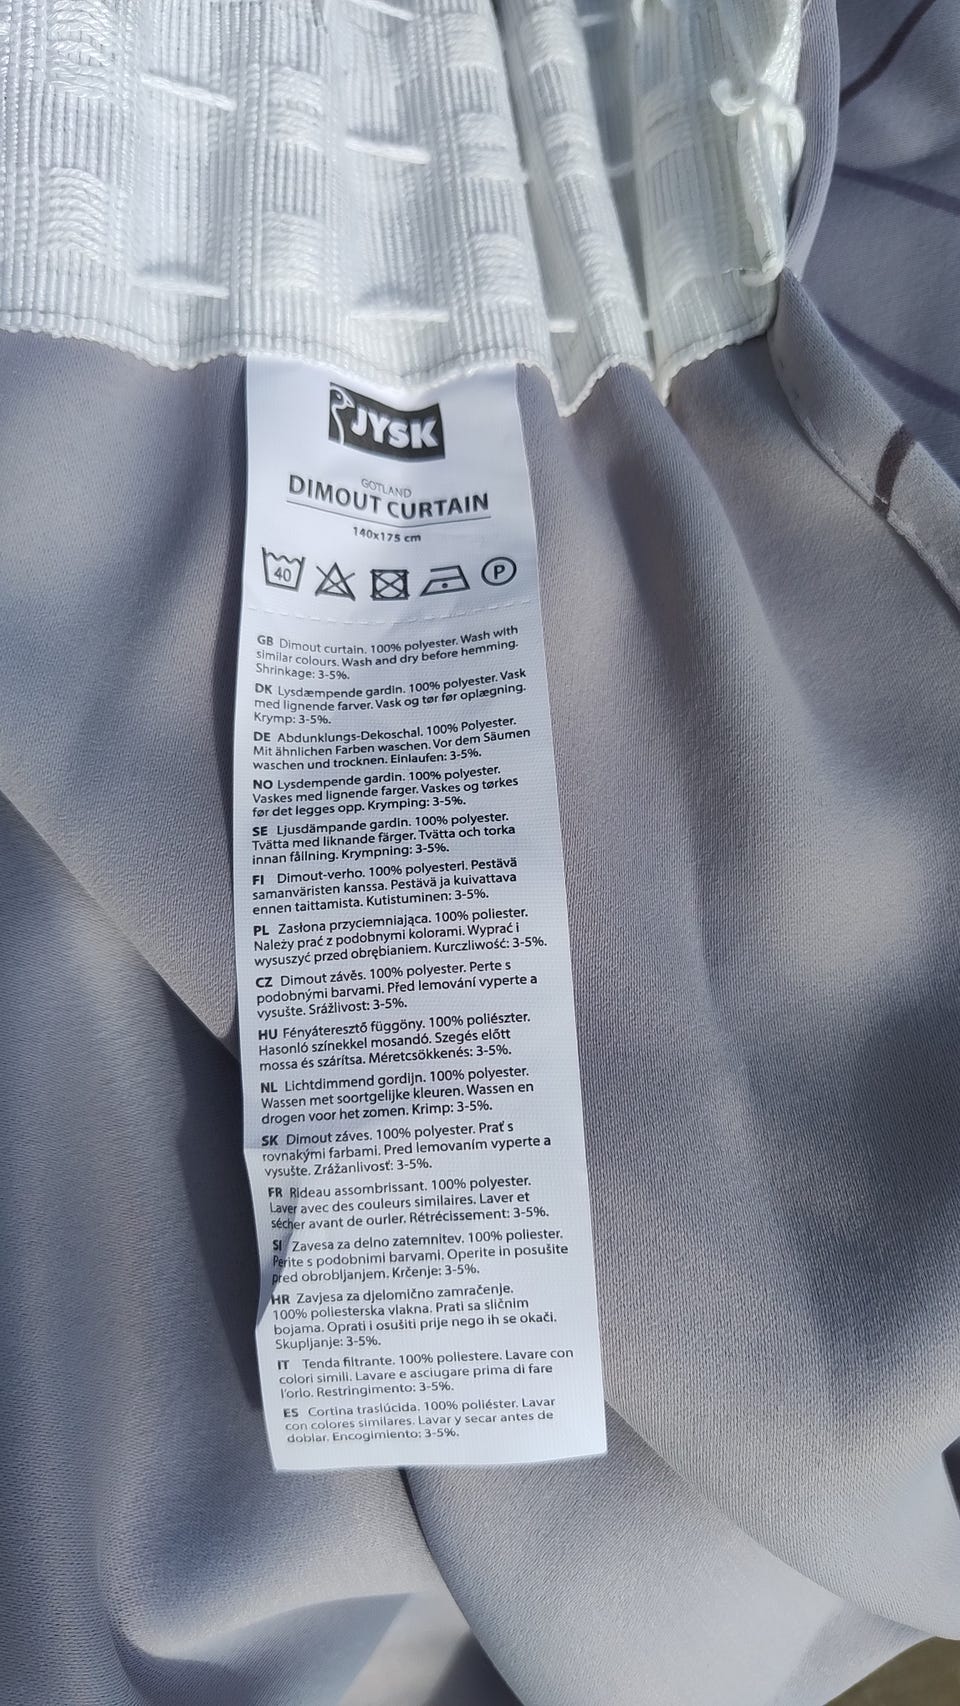 JYSK
GOTLAND
DIMOUT CURTAIN
140x175 cm
40
P
GB Dimout curtain. 100% polyester. Wash with
similar colours. Wash and dry before hemming.
Shrinkage: 3-5%.
DK Lysdæmpende gardin. 100% polyester. Vask
med lignende farver. Vask og tør før oplægning.
Krymp: 3-5%.
DE Abdunklungs-Dekoschal. 100% Polyester.
Mit ähnlichen Farben waschen. Vor dem Säumen
waschen und trocknen. Einlaufen: 3-5%.
NO Lysdempende gardin. 100% polyester.
Vaskes med lignende farger. Vaskes og tørkes
før det legges opp. Krymping: 3-5%.
SE Ljusdämpande gardin. 100% polyester.
Tvätta med liknande färger. Tvätta och torka
innan fållning. Krympning: 3-5%.
FI Dimout-verho. 100% polyesteri. Pestävä
samanväristen kanssa. Pestävä ja kuivattava
ennen taittamista. Kutistuminen: 3-5%.
PL Zasłona przyciemniająca. 100% poliester.
Należy prać z podobnymi kolorami. Wyprać i
wysuszyć przed obrębianiem. Kurczliwość: 3-5%.
CZ Dimout závěs. 100% polyester. Perte s
podobnými barvami. Před lemování vyperte a
vysušte. Srážlivost: 3-5%.
HU Fényáteresztő függöny. 100% poliészter.
Hasonló színekkel mosandó. Szegés előtt
mossa és szárítsa. Méretcsökkenés: 3-5%.
NL Lichtdimmend gordijn. 100% polyester.
Wassen met soortgelijke kleuren. Wassen en
drogen voor het zomen. Krimp: 3-5%.
SK Dimout záves. 100% polyester. Prať s
rovnakými farbami. Pred lemovaním vyperte a
vysušte. Zrážanlivosť: 3-5%.
FR Rideau assombrissant. 100% polyester.
Laver avec des couleurs similaires. Laver et
sécher avant de ourler. Rétrécissement: 3-5%.
SI Zavesa za delno zatemnitev. 100% poliester.
Perite s podobnimi barvami. Operite in posušite
pred obrobljanjem. Krčenje: 3-5%.
HR Zavjesa za djelomično zamračenje.
100% poliesterska vlakna. Prati sa sličnim
bojama. Oprati i osušiti prije nego ih se okači.
Skupljanje: 3-5%.
IT Tenda filtrante. 100% poliestere. Lavare con
colori simili. Lavare e asciugare prima di fare
l'orlo. Restringimento: 3-5%.
ES Cortina traslúcida. 100% poliéster. Lavar
con colores similares. Lavar y secar antes de
doblar. Encogimiento: 3-5%.